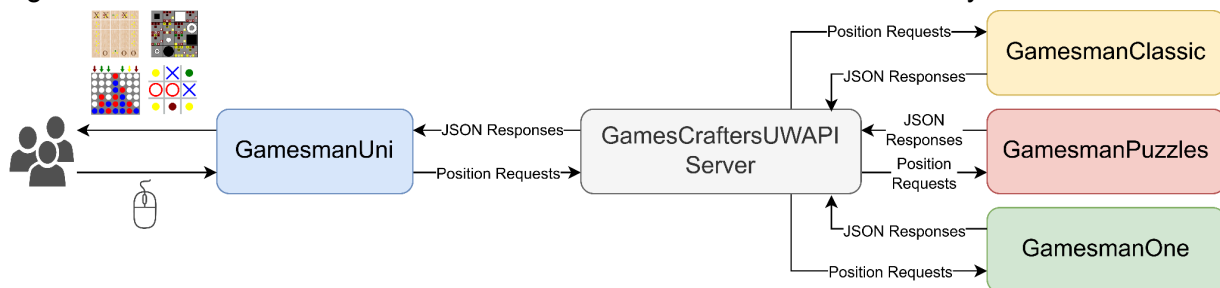 Position Requests
GamesmanClassic
JSON Responses
GamesmanUni
JSON Responses
Position Requests
GamesCraftersUWAPI
Server
JSON
Responses
Position
Requests
GamesmanPuzzles
JSON Responses
GamesmanOne
Position Requests